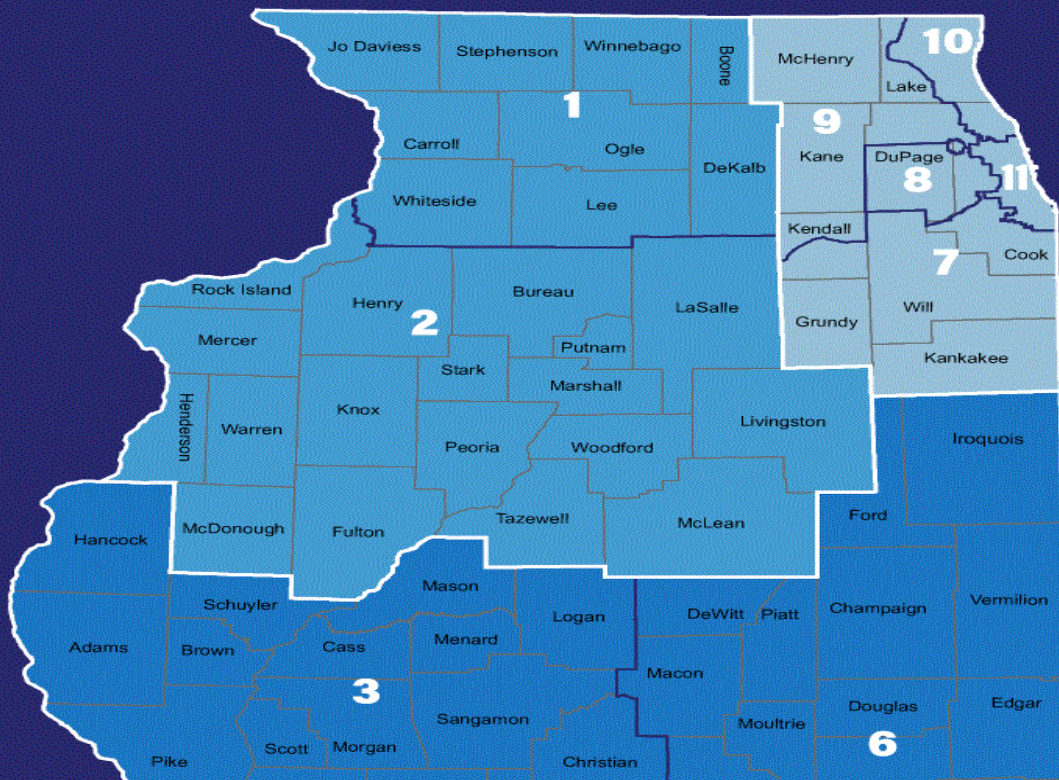 Jo Daviess
Stephenson
Winnebago
Boone
McHenry
Lake
10
1
9
Carroll
Ogle
DeKalb
Kane
DuPage
8
11
Whiteside
Lee
Kendall
Cook
7
Rock Island
Henry
Bureau
LaSalle
Grundy
Will
2
Mercer
Putnam
Kankakee
Stark
Marshall
Henderson
Warren
Knox
Peoria
Woodford
Livingston
Iroquois
McDonough
Fulton
Tazewell
McLean
Ford
Hancock
Mason
Schuyler
Logan
DeWitt
Piatt
Champaign
Vermilion
Adams
Brown
Cass
Menard
Macon
3
Sangamon
Moultrie
Douglas
Edgar
6
Pike
Scott
Morgan
Christian